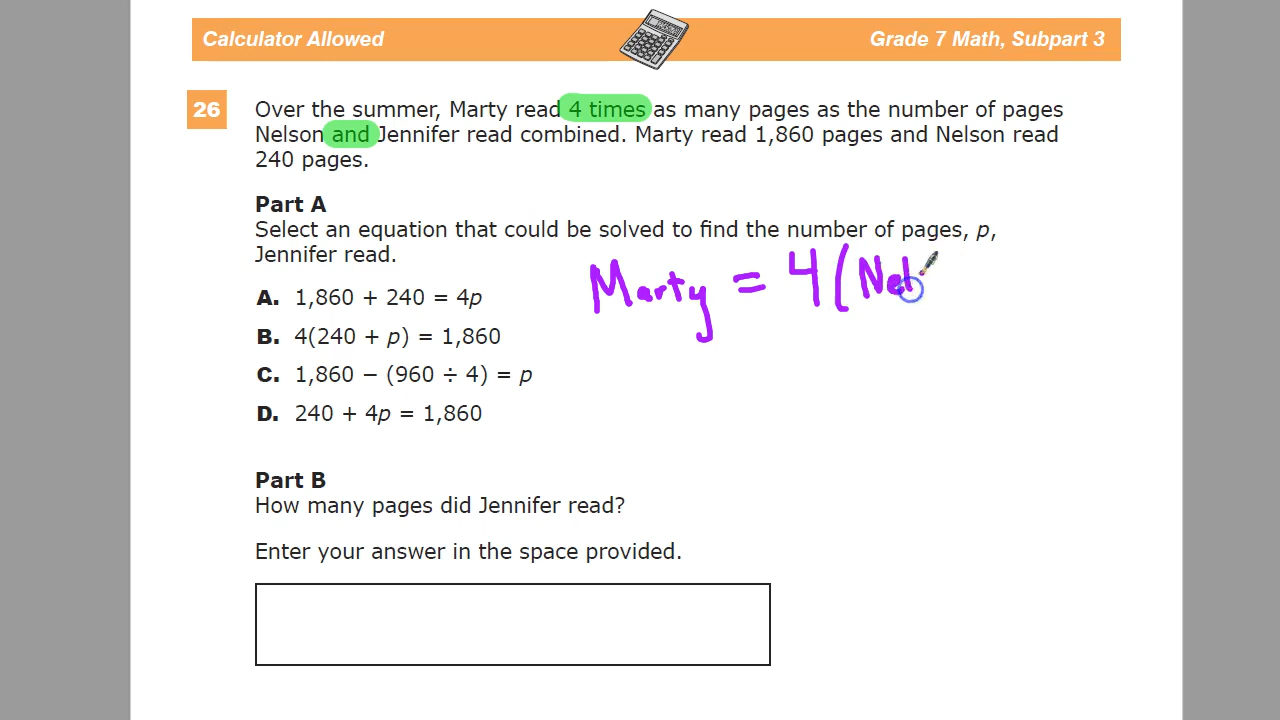 Calculator Allowed
Grade 7 Math, Subpart 3
26
Over the summer, Marty read 4 times as many pages as the number of pages
Nelson and Jennifer read combined. Marty read 1,860 pages and Nelson read
240 pages.
Part A
Select an equation that could be solved to find the number of pages, p,
Jennifer read.
Marty = 4(Nel
A. 1,860 + 240 = 4p
B. 4(240 + p) = 1,860
C. 1,860 − (960 ÷ 4) = p
D. 240 + 4p = 1,860
Part B
How many pages did Jennifer read?
Enter your answer in the space provided.